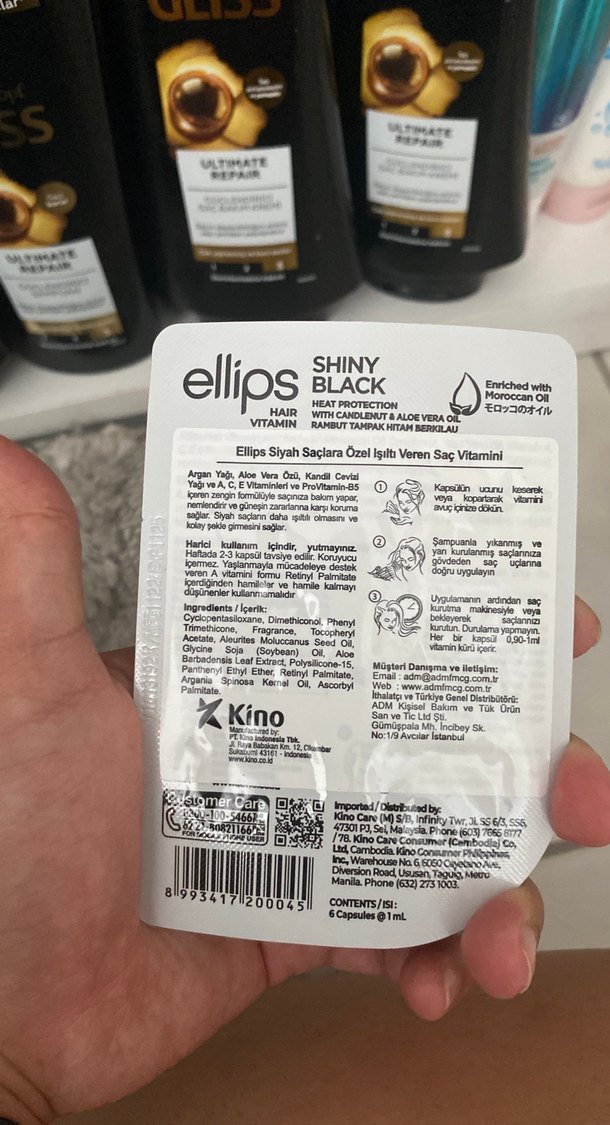 GLISS
ULTIMATE
REPAIR
ULTIMATE
REPAIR
SS
ULTIMATE
REPAIR
ellips
HAIR
VITAMIN
SHINY
BLACK
HEAT PROTECTION
WITH CANDLENUT & ALOE VERA OIL
RAMBUT TAMPAK HITAM BERKILAU
Enriched with
Moroccan Oil
モロッコのオイル
Ellips Siyah Saçlara Özel Işıltı Veren Saç Vitamini
Argan Yağı, Aloe Vera Özü, Kandil Cevizi
Yağı ve A, C, E Vitaminleri ve ProVitamin-B5
içeren zengin formülüyle saçınıza bakım yapar,
nemlendirir ve güneşin zararlarına karşı koruma
sağlar. Siyah saçların daha ışıltılı olmasını ve
kolay şekle girmesini sağlar.
Harici kullanım içindir, yutmayınız.
Haftada 2-3 kapsül tavsiye edilir. Koruyucu
İçermez. Yaşlanmayla mücadeleye destek
veren A vitamini formu Retinyl Palmitate
içerdiğinden hamileler ve hamile kalmayı
düşünenler kullanmamalıdır
Ingredients / İçerik:
Cyclopentasiloxane, Dimethiconol, Phenyl
Trimethicone, Fragrance, Tocopheryl
Acetate, Aleurites Moluccanus Seed Oil,
Glycine Soja (Soybean) Oil, Aloe
Barbadensis Leaf Extract, Polysilicone-15,
Panthenyl Ethyl Ether, Retinyl Palmitate,
Argania Spinosa Kernel Oil, Ascorbyl
Palmitate.
1
Kapsülün ucunu keserek
veya kopartarak vitamini
avuç içinize dökün.
2
Şampuanla yıkanmış ve
yarı kurulanmış saçlarınıza
gövdeden saç uçlarına
doğru uygulayın
3
Uygulamanın ardından saç
kurutma makinesiyle veya
bekleyerek saçlarınızı
kurutun. Durulama yapmayın.
Her bir kapsül 0,90-1ml
vitamin kürü içerir.
Müşteri Danışma ve iletişim:
Email : adm@admfmcg.com.tr
Web : www.admfmcg.com.tr
İthalatçı ve Türkiye Genel Distribütörü:
ADM Kişisel Bakım ve Tük Ürün
San ve Tic Ltd Şti.
Gümüşpala Mh. İncibey Sk.
No:1/9 Avcılar İstanbul
Kino
Manufactured by:
PT. Kino Indonesia Tbk.
Jl. Raya Babakan Km. 12, Cikembar
Sukabumi 43161 - Indonesia
www.kino.co.id
Customer Care
Imported / Distributed by:
Kino Care (M) S/B, Infinity Twr, Jl. SS 6/3, SS6,
47301 PJ, Sel, Malaysia. Phone (603) 7865 8177
/ 78. Kino Care Consumer (Cambodia) Co,
Ltd, Cambodia. Kino Consumer Philippines,
Inc., Warehouse No. 6, 6050 Cayetano Ave,
Diversion Road, Ususan, Taguig, Metro
Manila. Phone (632) 273 1003.
CONTENTS / ISI :
6 Capsules @ 1 mL
8 993417 200045